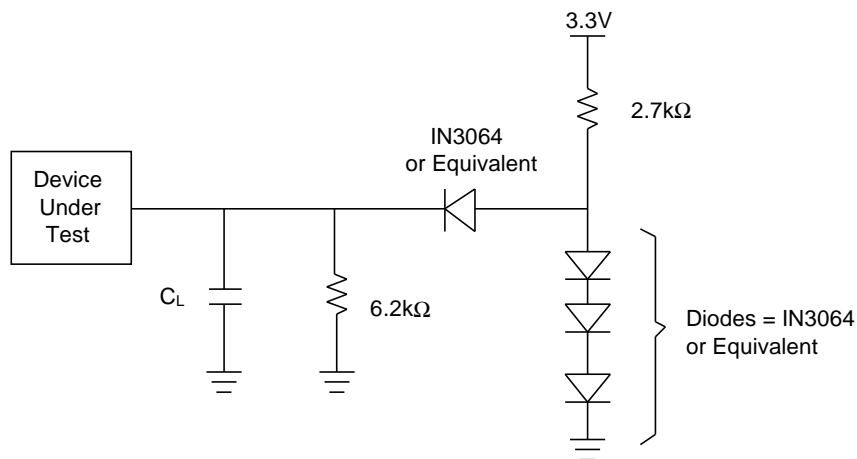 3.3V
2.7kΩ
IN3064
or Equivalent
Device
Under
Test
CL
6.2kΩ
Diodes = IN3064
or Equivalent